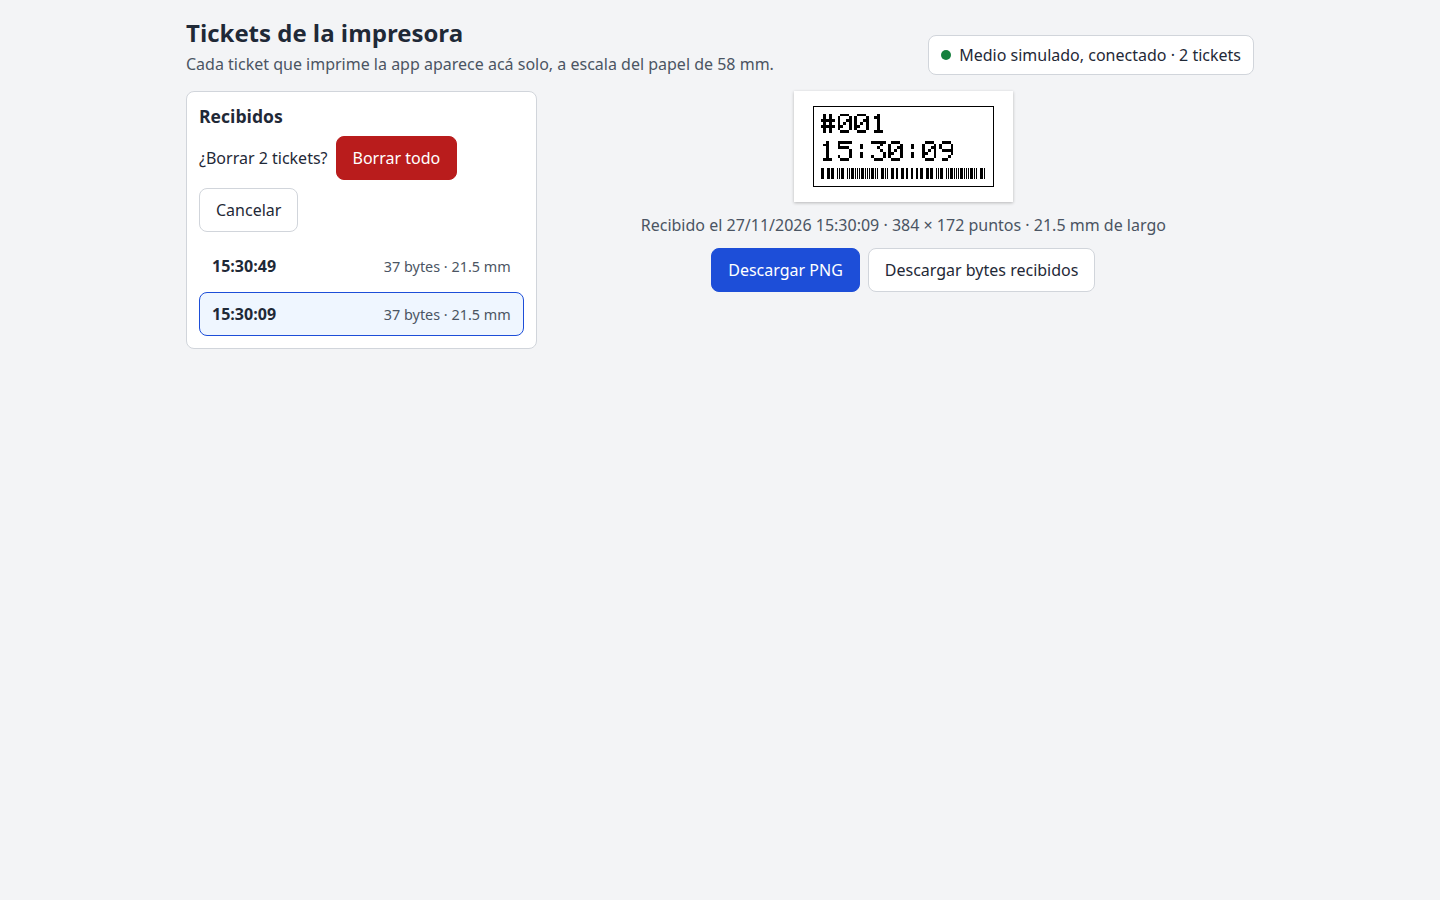 Tickets de la impresora
Cada ticket que imprime la app aparece acá solo, a escala del papel de 58 mm.
Medio simulado, conectado · 2 tickets
Recibidos
¿Borrar 2 tickets?
Borrar todo
Cancelar
15:30:49
37 bytes · 21.5 mm
15:30:09
37 bytes · 21.5 mm
#001
15:30:09
Recibido el 27/11/2026 15:30:09 · 384 × 172 puntos · 21.5 mm de largo
Descargar PNG
Descargar bytes recibidos